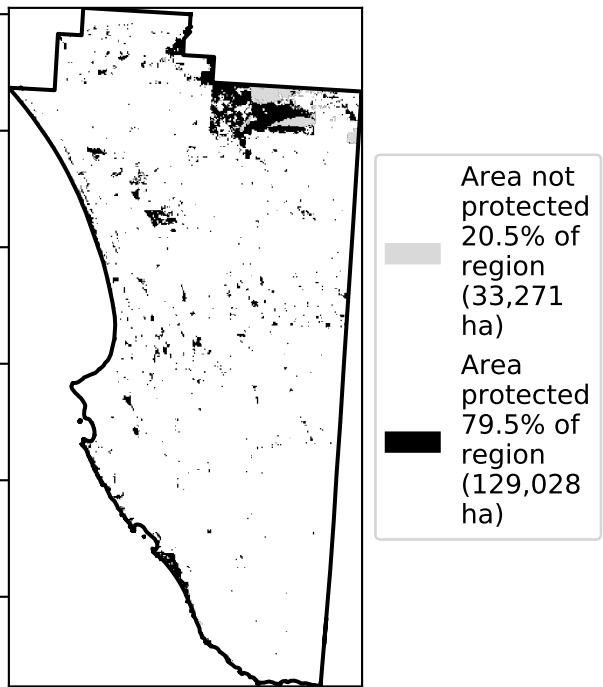 Area not
protected
20.5% of
region
(33,271
ha)
Area
protected
79.5% of
region
(129,028
ha)